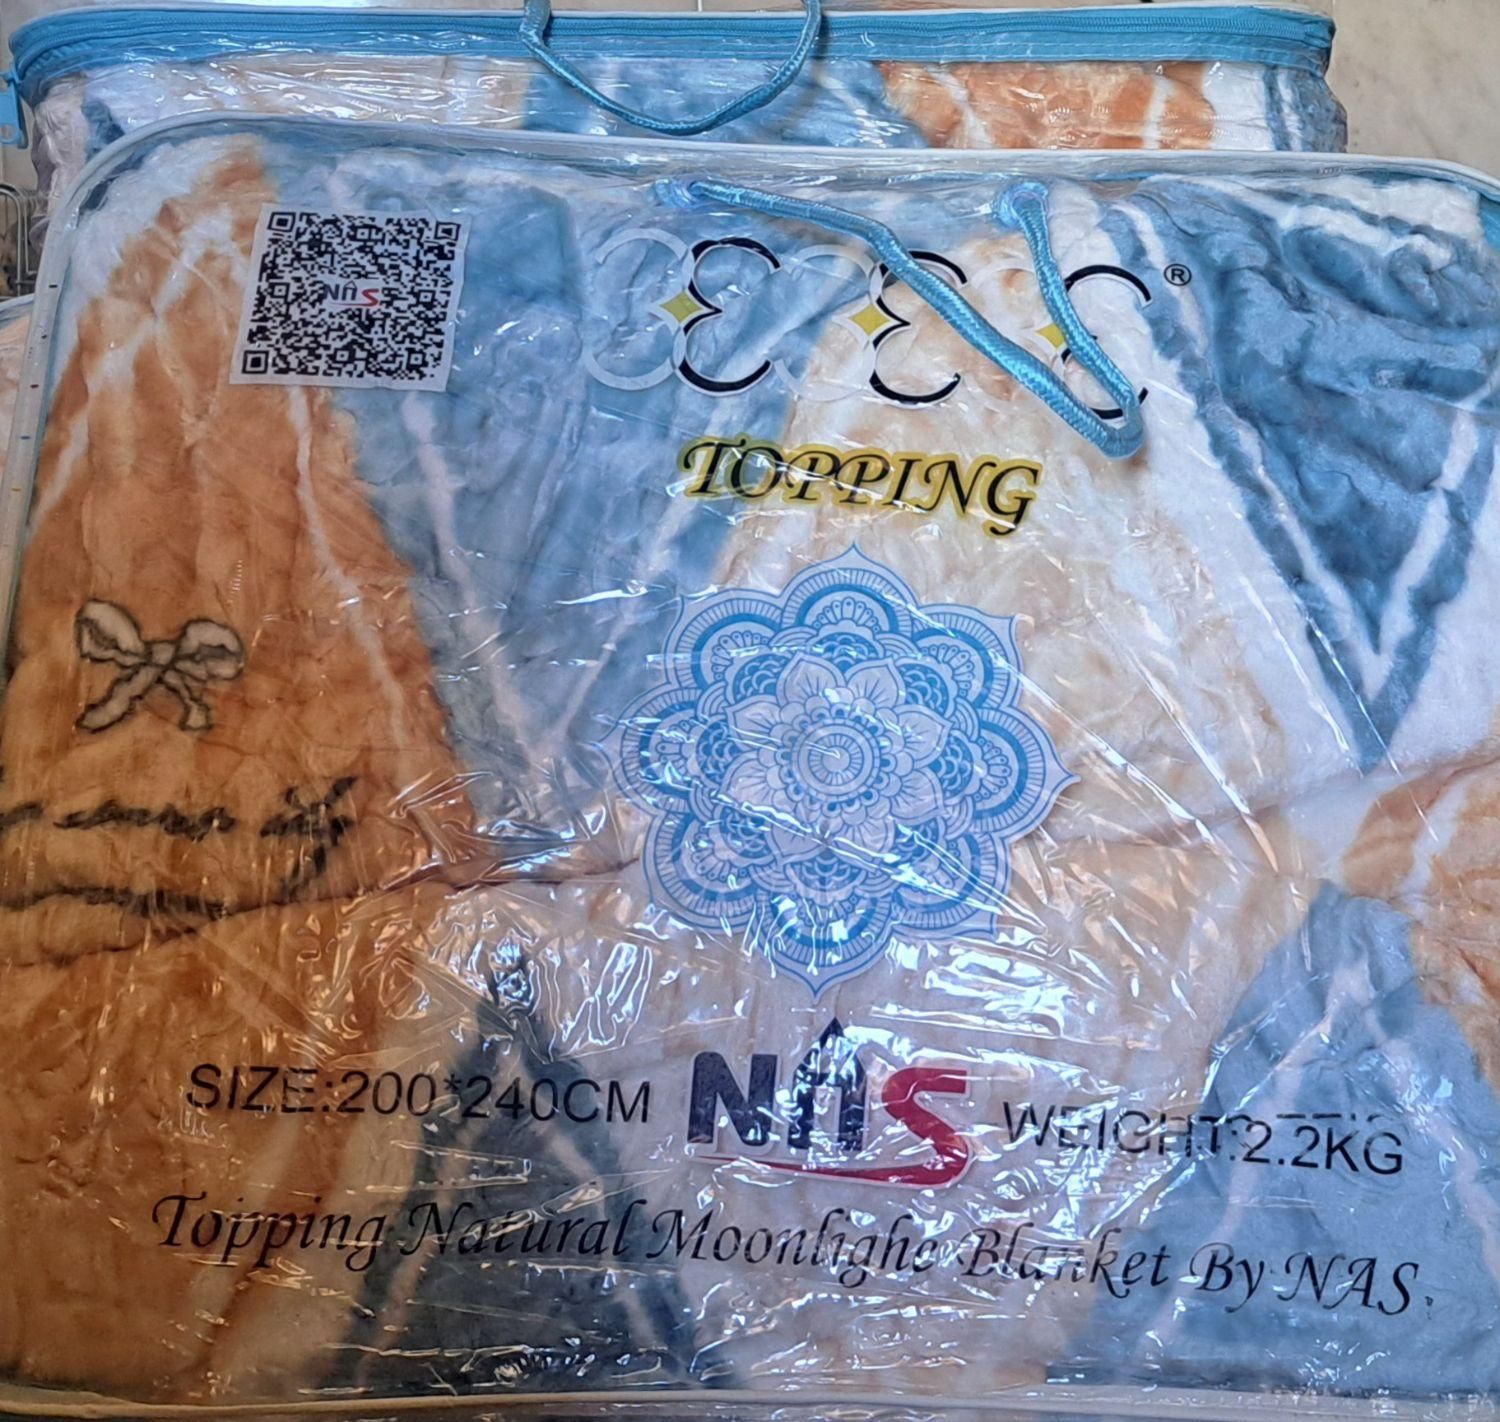 NAS
®
TOPPING
NAS
SIZE:200*240CM
WEIGHT:2.2KG
Topping Natural Moonlighe Blanket By NAS